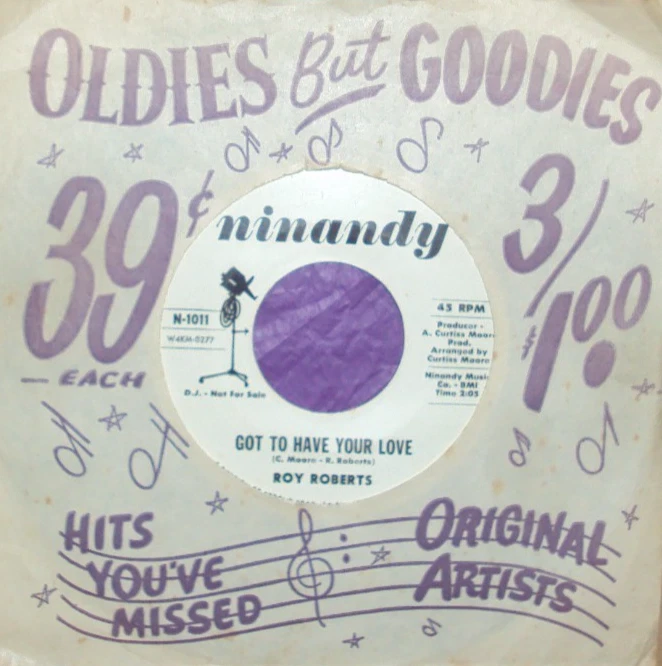 OLDIES But GOODIES
39¢
— EACH
3/
$1.00
ninandy
N-1011
W4KM-0277
D.J. - Not For Sale
45 RPM
Producer -
A. Curtiss Moore
Prod.
Arranged by
Curtiss Moore
Ninandy Music
Co. - BMI
Time 2:05
GOT TO HAVE YOUR LOVE
(C. Moore - R. Roberts)
ROY ROBERTS
HITS
YOU'VE
MISSED
ORIGINAL
ARTISTS